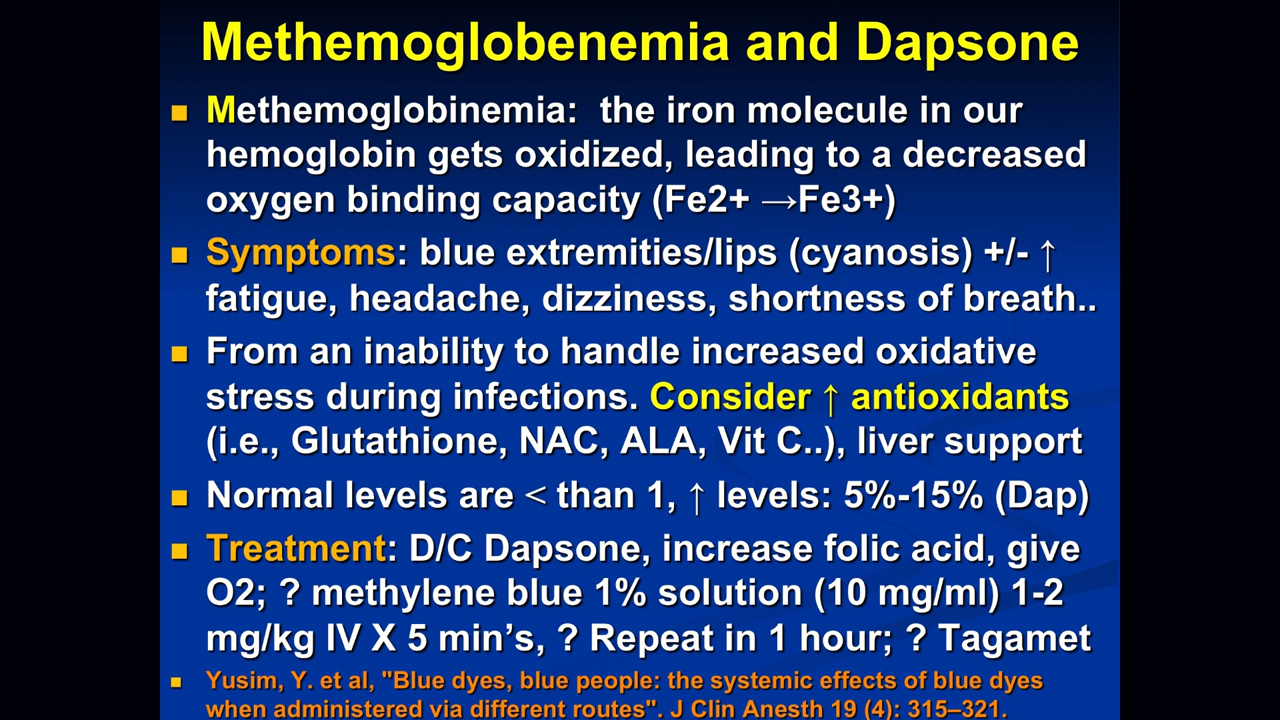 Methemoglobenemia and Dapsone
Methemoglobinemia:  the iron molecule in our
hemoglobin gets oxidized, leading to a decreased
oxygen binding capacity (Fe2+ →Fe3+)
Symptoms: blue extremities/lips (cyanosis) +/- ↑
fatigue, headache, dizziness, shortness of breath..
From an inability to handle increased oxidative
stress during infections. Consider ↑ antioxidants
(i.e., Glutathione, NAC, ALA, Vit C..), liver support
Normal levels are < than 1, ↑ levels: 5%-15% (Dap)
Treatment: D/C Dapsone, increase folic acid, give
O2; ? methylene blue 1% solution (10 mg/ml) 1-2
mg/kg IV X 5 min’s, ? Repeat in 1 hour; ? Tagamet
Yusim, Y. et al, "Blue dyes, blue people: the systemic effects of blue dyes
when administered via different routes". J Clin Anesth 19 (4): 315–321.